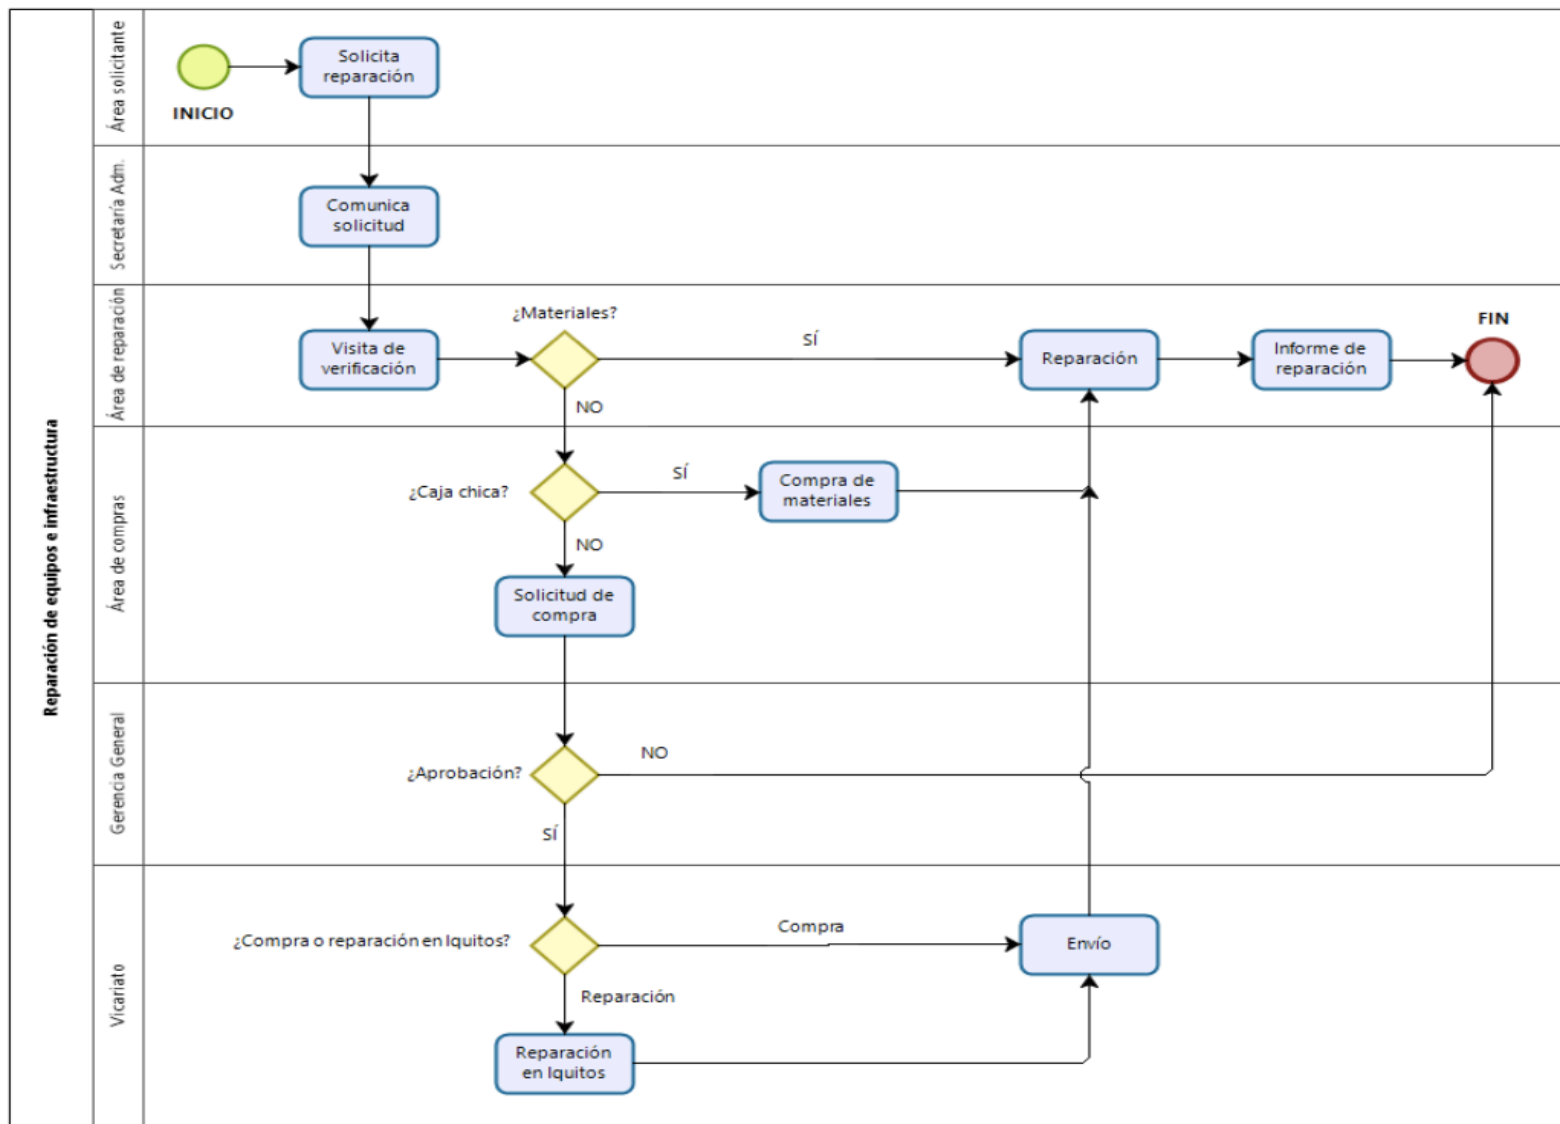 Reparación de equipos e infraestructura
Área solicitante
INICIO
Solicita
reparación
Secretaría Adm.
Comunica
solicitud
Área de reparación
Visita de
verificación
¿Materiales?
SÍ
NO
Reparación
Informe de
reparación
FIN
Área de compras
¿Caja chica?
SÍ
NO
Compra de
materiales
Solicitud de
compra
Gerencia General
¿Aprobación?
NO
SÍ
Vicariato
¿Compra o reparación en Iquitos?
Compra
Envío
Reparación
Reparación
en Iquitos